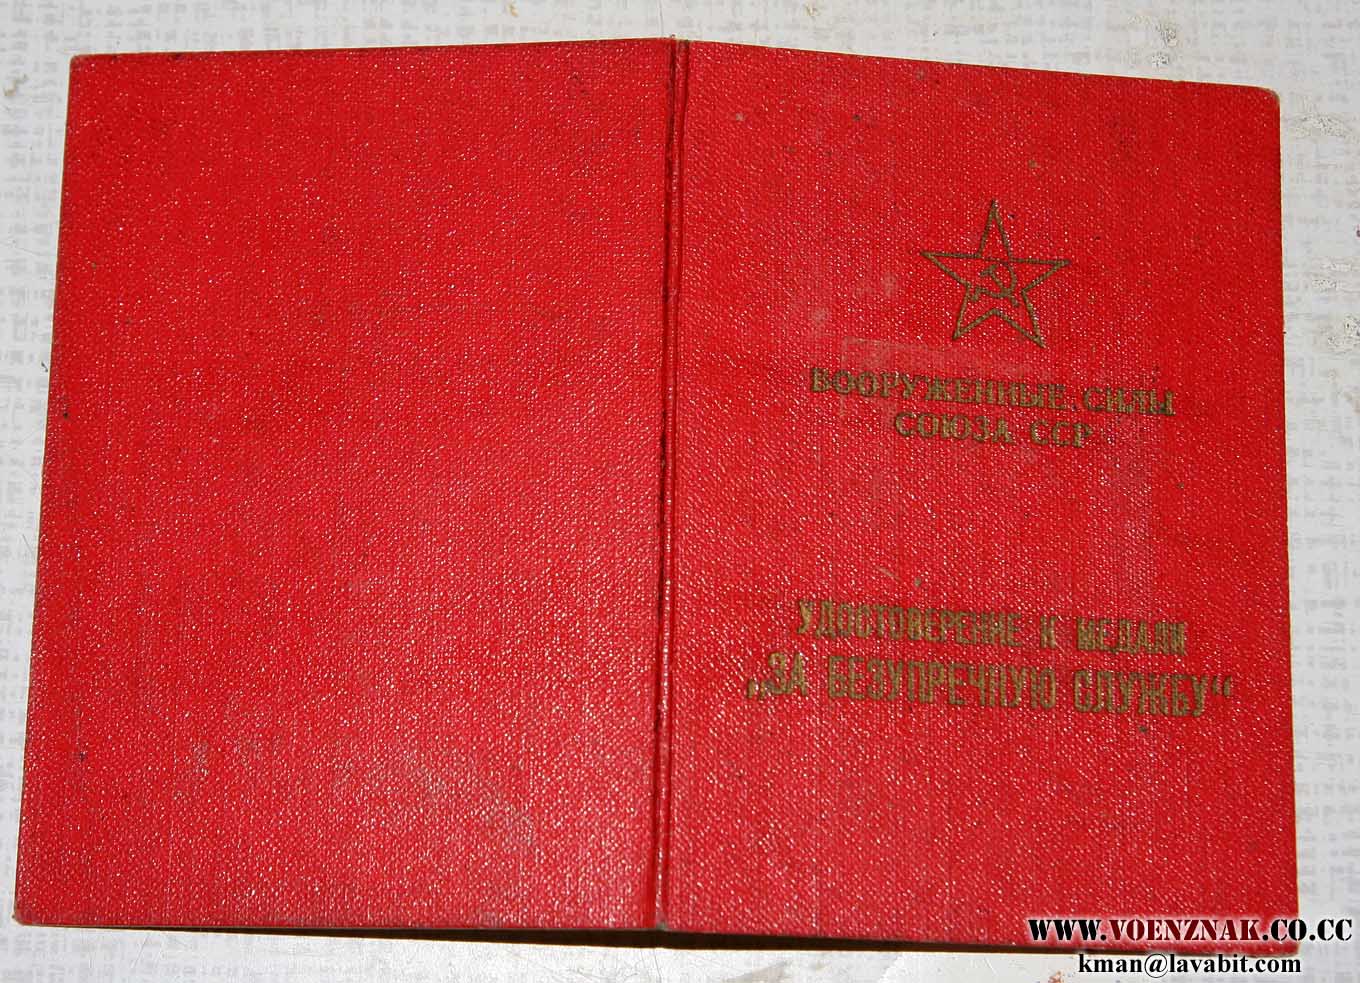 ВООРУЖЕННЫЕ СИЛЫ
СОЮЗА ССР
УДОСТОВЕРЕНИЕ К МЕДАЛИ
„ЗА БЕЗУПРЕЧНУЮ СЛУЖБУ“
WWW.VOENZNAK.CO.CC
kman@lavabit.com